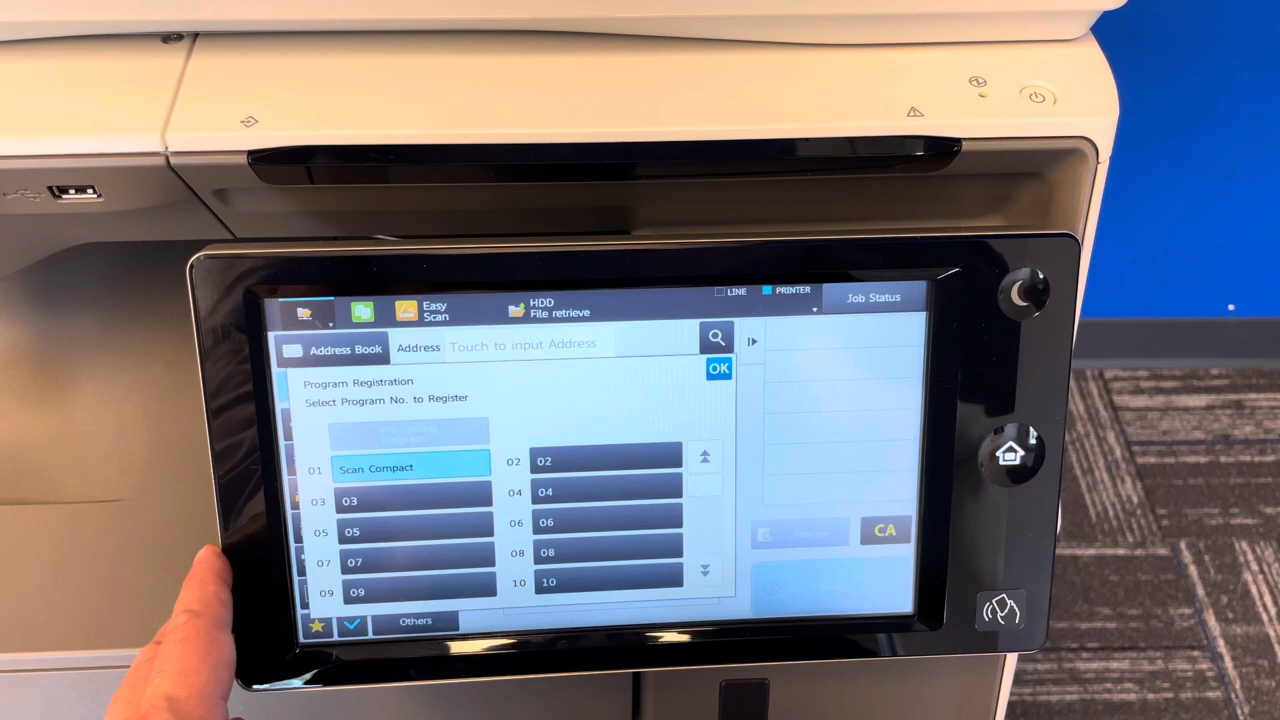 Easy
Scan
HDD
File retrieve
LINE
PRINTER
Job Status
Address Book
Address
Touch to input Address
OK
Program Registration
Select Program No. to Register
Program
01 Scan Compact
02 02
03 03
04 04
05 05
06 06
07 07
08 08
09 09
10 10
CA
Others